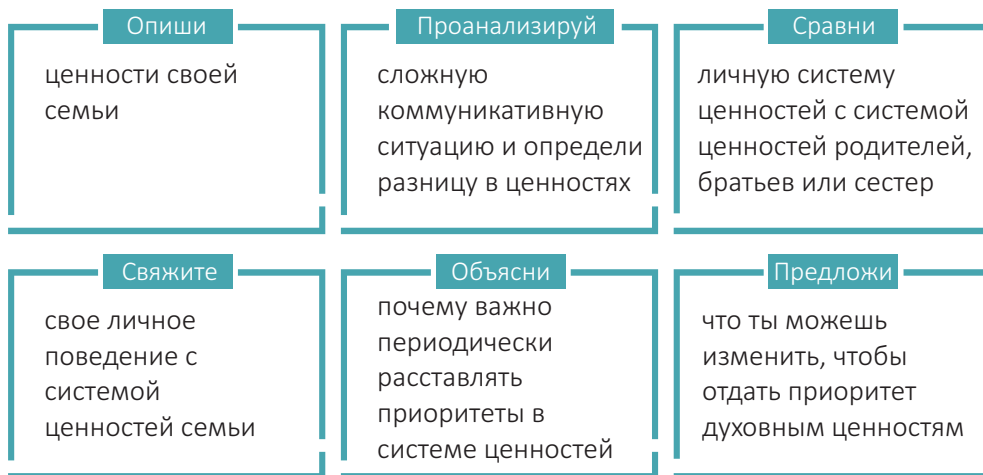 Опиши
ценности своей
семьи
Проанализируй
сложную
коммуникативную
ситуацию и определи
разницу в ценностях
Сравни
личную систему
ценностей с системой
ценностей родителей,
братьев или сестер
Свяжите
свое личное
поведение с
системой
ценностей семьи
Объясни
почему важно
периодически
расставлять
приоритеты в
системе ценностей
Предложи
что ты можешь
изменить, чтобы
отдать приоритет
духовным ценностям